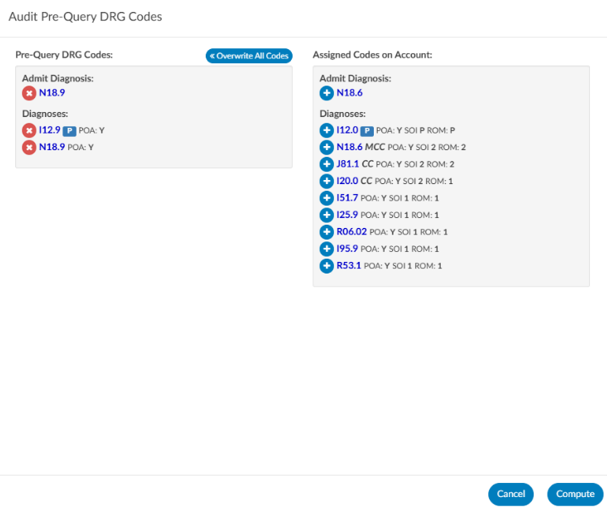 Audit Pre-Query DRG Codes
Pre-Query DRG Codes:
< Overwrite All Codes
Admit Diagnosis:
N18.9
Diagnoses:
I12.9 P POA: Y
N18.9 POA: Y
Assigned Codes on Account:
Admit Diagnosis:
N18.6
Diagnoses:
I12.0 P POA: Y SOI P ROM: P
N18.6 MCC POA: Y SOI 2 ROM: 2
J81.1 CC POA: Y SOI 2 ROM: 2
I20.0 CC POA: Y SOI 2 ROM: 1
I51.7 POA: Y SOI 1 ROM: 1
I25.9 POA: Y SOI 1 ROM: 1
R06.02 POA: Y SOI 1 ROM: 1
I95.9 POA: Y SOI 1 ROM: 1
R53.1 POA: Y SOI 1 ROM: 1
Cancel
Compute